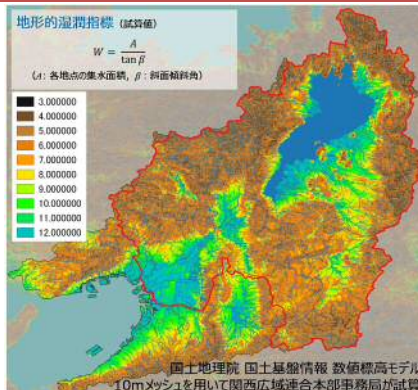 地形的湿潤指標 (試算値)
W = A / tan β
(A: 各地点の集水面積, β: 斜面傾斜角)
3.000000
4.000000
5.000000
6.000000
7.000000
8.000000
9.000000
10.000000
11.000000
12.000000
国土地理院 国土基盤情報 数値標高モデル
10mメッシュを用いて関西広域連合本部事務局が試算